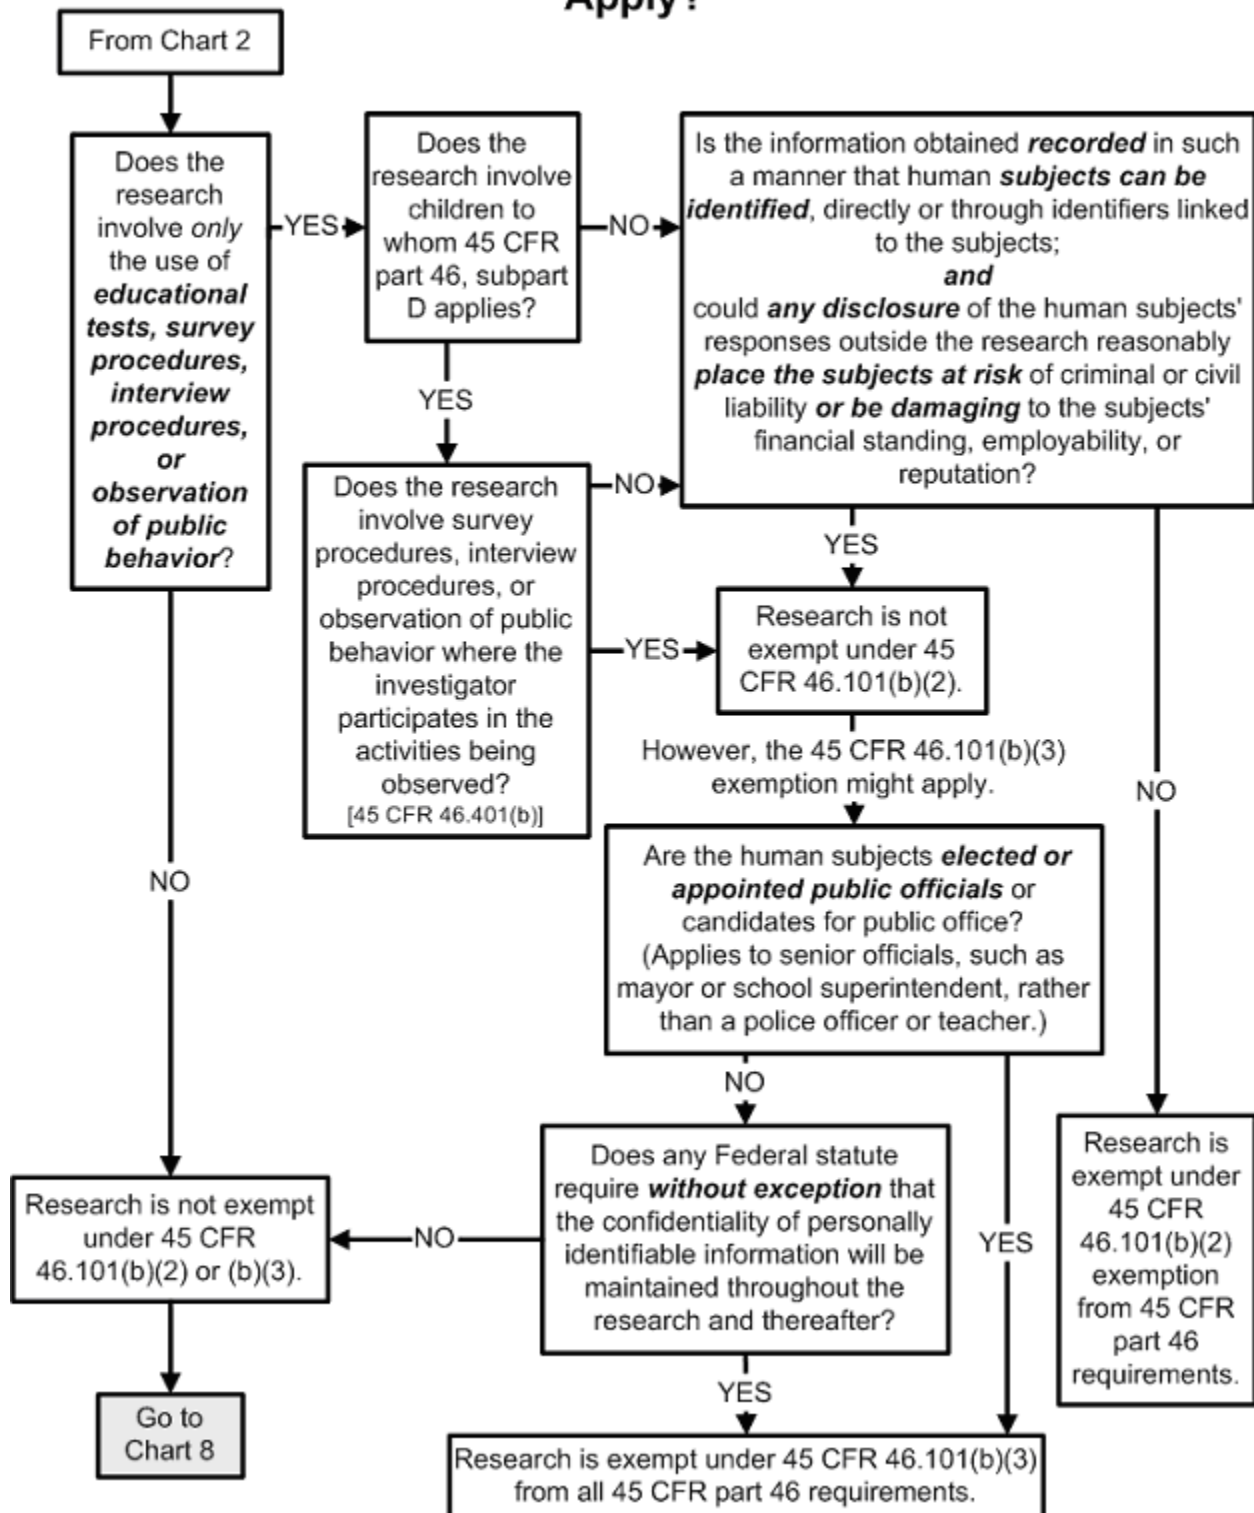 Apply?
From Chart 2
Does the
research
involve only
the use of
educational
tests, survey
procedures,
interview
procedures,
or
observation
of public
behavior?
YES
Does the
research involve
children to
whom 45 CFR
part 46, subpart
D applies?
NO
Is the information obtained recorded in such
a manner that human subjects can be
identified, directly or through identifiers linked
to the subjects;
and
could any disclosure of the human subjects'
responses outside the research reasonably
place the subjects at risk of criminal or civil
liability or be damaging to the subjects'
financial standing, employability, or
reputation?
YES
Does the research
involve survey
procedures, interview
procedures, or
observation of public
behavior where the
investigator
participates in the
activities being
observed?
[45 CFR 46.401(b)]
NO
YES
YES
Research is not
exempt under 45
CFR 46.101(b)(2).
However, the 45 CFR 46.101(b)(3)
exemption might apply.
NO
NO
Are the human subjects elected or
appointed public officials or
candidates for public office?
(Applies to senior officials, such as
mayor or school superintendent, rather
than a police officer or teacher.)
NO
YES
Does any Federal statute
require without exception that
the confidentiality of personally
identifiable information will be
maintained throughout the
research and thereafter?
Research is
exempt under
45 CFR
46.101(b)(2)
exemption
from 45 CFR
part 46
requirements.
NO
Research is not exempt
under 45 CFR
46.101(b)(2) or (b)(3).
YES
Go to
Chart 8
Research is exempt under 45 CFR 46.101(b)(3)
from all 45 CFR part 46 requirements.